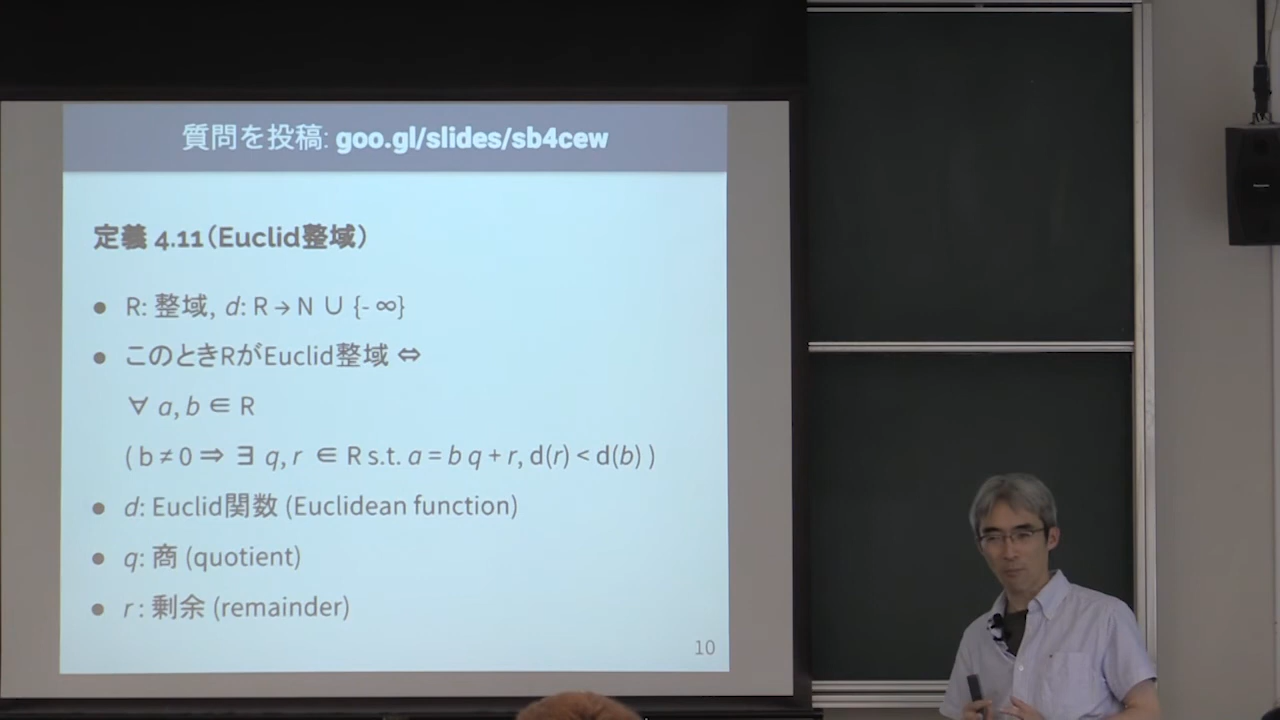 質問を投稿: goo.gl/slides/sb4cew
定義 4.11（Euclid整域）
● R: 整域, d: R → N ∪ {- ∞}
● このときRがEuclid整域 ⇔
∀ a, b ∈ R
( b ≠ 0 ⇒ ∃ q, r ∈ R s.t. a = b q + r, d(r) < d(b) )
● d: Euclid関数 (Euclidean function)
● q: 商 (quotient)
● r : 剰余 (remainder)
10